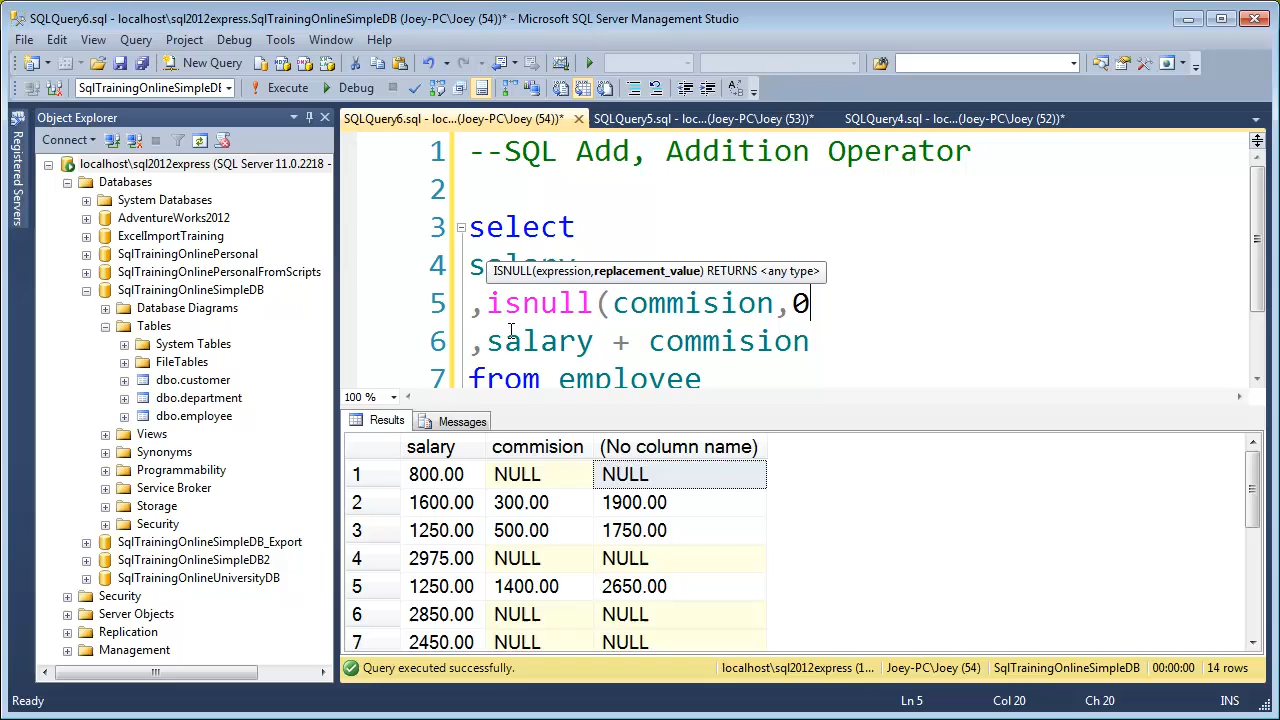 SQLQuery6.sql - localhost\sql2012express.SqlTrainingOnlineSimpleDB (Joey-PC\Joey (54))* - Microsoft SQL Server Management Studio
File Edit View Query Project Debug Tools Window Help
New Query
SqlTrainingOnlineSimpleDE Execute Debug
Registered Servers
Object Explorer
Connect
localhost\sql2012express (SQL Server 11.0.2218 -
Databases
System Databases
AdventureWorks2012
ExcelImportTraining
SqlTrainingOnlinePersonal
SqlTrainingOnlinePersonalFromScripts
SqlTrainingOnlineSimpleDB
Database Diagrams
Tables
System Tables
FileTables
dbo.customer
dbo.department
dbo.employee
Views
Synonyms
Programmability
Service Broker
Storage
Security
SqlTrainingOnlineSimpleDB_Export
SqlTrainingOnlineSimpleDB2
SqlTrainingOnlineUniversityDB
Security
Server Objects
Replication
Management
SQLQuery6.sql - loc...(Joey-PC\Joey (54))* SQLQuery5.sql - loc...(Joey-PC\Joey (53))* SQLQuery4.sql - loc...(Joey-PC\Joey (52))*
1 --SQL Add, Addition Operator
2
3 select
4 salary
ISNULL(expression,replacement_value) RETURNS <any type>
5 ,isnull(commision,0
6 ,salary + commision
7 from employee
100 %
Results Messages
salary commision (No column name)
1 800.00 NULL NULL
2 1600.00 300.00 1900.00
3 1250.00 500.00 1750.00
4 2975.00 NULL NULL
5 1250.00 1400.00 2650.00
6 2850.00 NULL NULL
7 2450.00 NULL NULL
Query executed successfully. localhost\sql2012express (1... Joey-PC\Joey (54) SqlTrainingOnlineSimpleDB 00:00:00 14 rows
Ready Ln 5 Col 20 Ch 20 INS